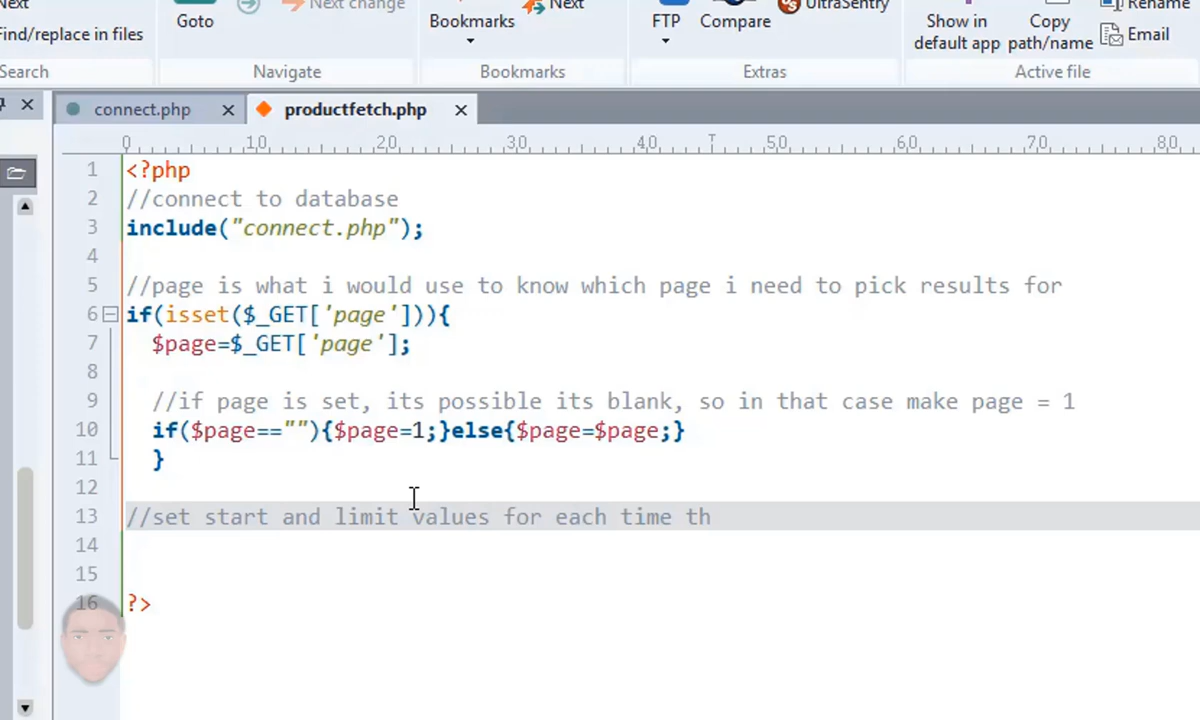 Next
Next change
Next
UltraSentry
Rename
Find/replace in files
Goto
Bookmarks
FTP
Compare
Show in default app
Copy path/name
Email
Search
Navigate
Bookmarks
Extras
Active file
connect.php
productfetch.php
0 10 20 30 40 50 60 70 80
1 <?php
2 //connect to database
3 include("connect.php");
4
5 //page is what i would use to know which page i need to pick results for
6 if(isset($_GET['page'])){
7 $page=$_GET['page'];
8
9 //if page is set, its possible its blank, so in that case make page = 1
10 if($page==""){$page=1;}else{$page=$page;}
11 }
12
13 //set start and limit values for each time th
14
15
16 ?>